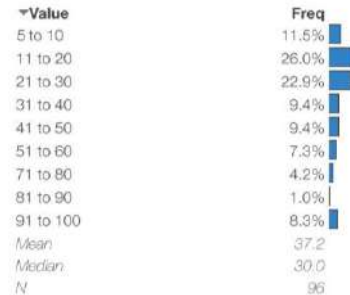 ▼Value Freq
5 to 10 11.5%
11 to 20 26.0%
21 to 30 22.9%
31 to 40 9.4%
41 to 50 9.4%
51 to 60 7.3%
71 to 80 4.2%
81 to 90 1.0%
91 to 100 8.3%
Mean 37.2
Median 30.0
N 96